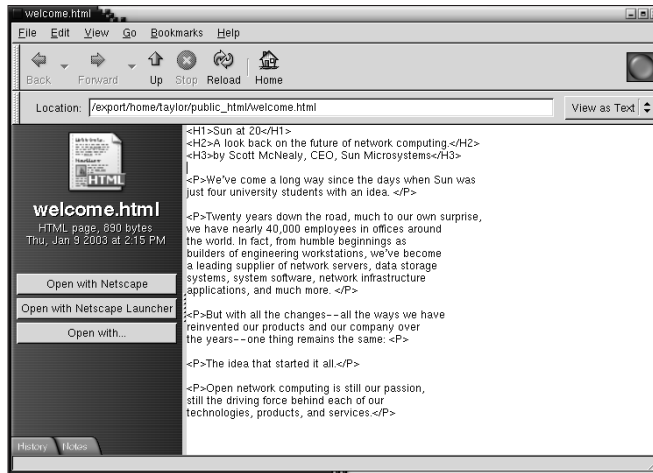 welcome.html
File Edit View Go Bookmarks Help
Back Forward Up Stop Reload Home
Location: /export/home/taylor/public_html/welcome.html View as Text
HTML
welcome.html
HTML page, 890 bytes
Thu, Jan 9 2003 at 2:15 PM
Open with Netscape
Open with Netscape Launcher
Open with...
History Notes
<H1>Sun at 20</H1>
<H2>A look back on the future of network computing.</H2>
<H3>by Scott McNealy, CEO, Sun Microsystems</H3>
<P>We've come a long way since the days when Sun was
just four university students with an idea. </P>
<P>Twenty years down the road, much to our own surprise,
we have nearly 40,000 employees in offices around
the world. In fact, from humble beginnings as
builders of engineering workstations, we've become
a leading supplier of network servers, data storage
systems, system software, network infrastructure
applications, and much more. </P>
<P>But with all the changes--all the ways we have
reinvented our products and our company over
the years--one thing remains the same: <P>
<P>The idea that started it all.</P>
<P>Open network computing is still our passion,
still the driving force behind each of our
technologies, products, and services.</P>